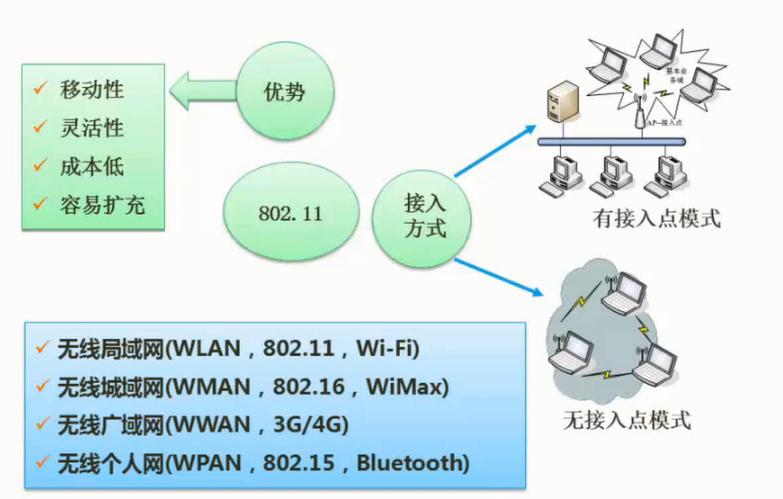 优势
✓ 移动性
✓ 灵活性
✓ 成本低
✓ 容易扩充
802.11
接入
方式
基本业
务域
AP—接入点
有接入点模式
无接入点模式
✓ 无线局域网(WLAN，802.11，Wi-Fi)
✓ 无线城域网(WMAN，802.16，WiMax)
✓ 无线广域网(WWAN，3G/4G)
✓ 无线个人网(WPAN，802.15，Bluetooth)